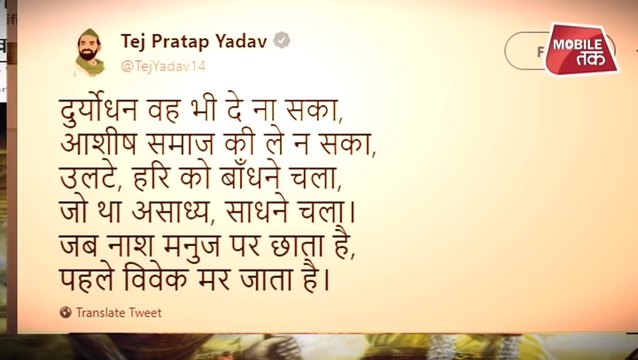 Tej Pratap Yadav
@TejYadav14
F
MOBILE
तक
दुर्योधन वह भी दे ना सका,
आशीष समाज की ले न सका,
उलटे, हरि को बाँधने चला,
जो था असाध्य, साधने चला।
जब नाश मनुज पर छाता है,
पहले विवेक मर जाता है।
Translate Tweet